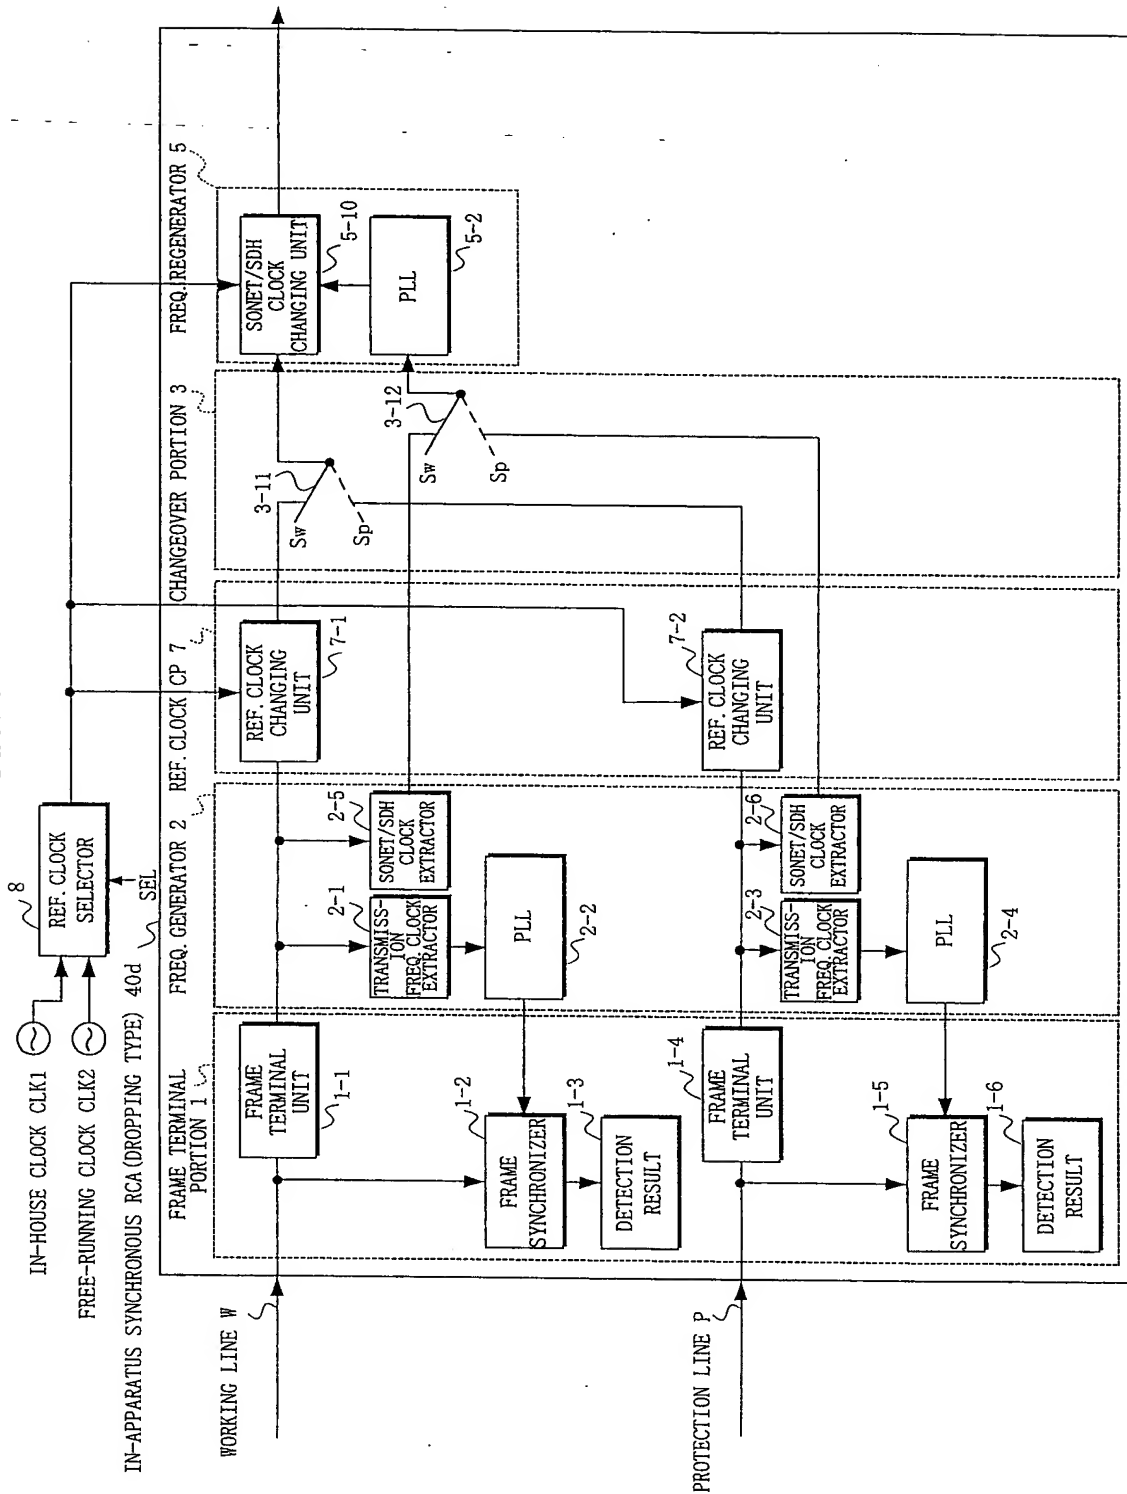 IN-HOUSE CLOCK CLK1
FREE-RUNNING CLOCK CLK2
8
REF. CLOCK
SELECTOR
SEL
IN-APPARATUS SYNCHRONOUS RCA(DROPPING TYPE) 40d
FRAME TERMINAL
PORTION 1
FREQ. GENERATOR 2
REF. CLOCK CP 7
CHANGEOVER PORTION 3
FREQ. REGENERATOR 5
WORKING LINE W
FRAME
TERMINAL
UNIT
1-1
1-2
FRAME
SYNCHRONIZER
1-3
DETECTION
RESULT
2-1
TRANSMISS-
ION
FREQ. CLOCK
EXTRACTOR
2-5
SONET/SDH
CLOCK
EXTRACTOR
PLL
2-2
REF. CLOCK
CHANGING
UNIT
7-1
3-11
Sw
Sp
3-12
Sw
Sp
SONET/SDH
CLOCK
CHANGING UNIT
5-10
PLL
5-2
PROTECTION LINE P
1-4
FRAME
TERMINAL
UNIT
1-5
FRAME
SYNCHRONIZER
1-6
DETECTION
RESULT
2-3
TRANSMISS-
ION
FREQ. CLOCK
EXTRACTOR
2-6
SONET/SDH
CLOCK
EXTRACTOR
PLL
2-4
7-2
REF. CLOCK
CHANGING
UNIT